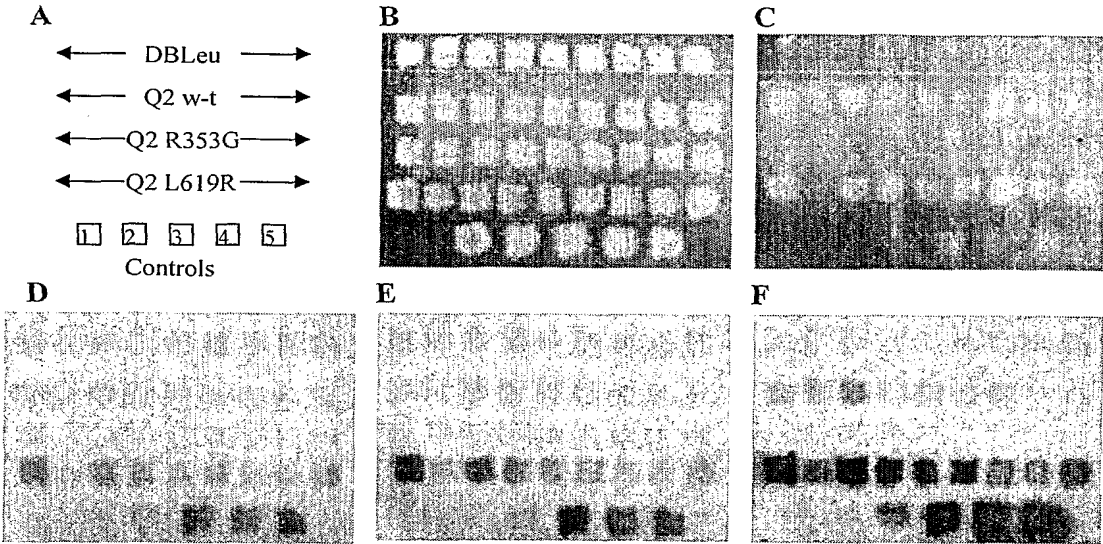 A
DBLeu
Q2 w-t
Q2 R353G
Q2 L619R
1 2 3 4 5
Controls
B
C
D
E
F